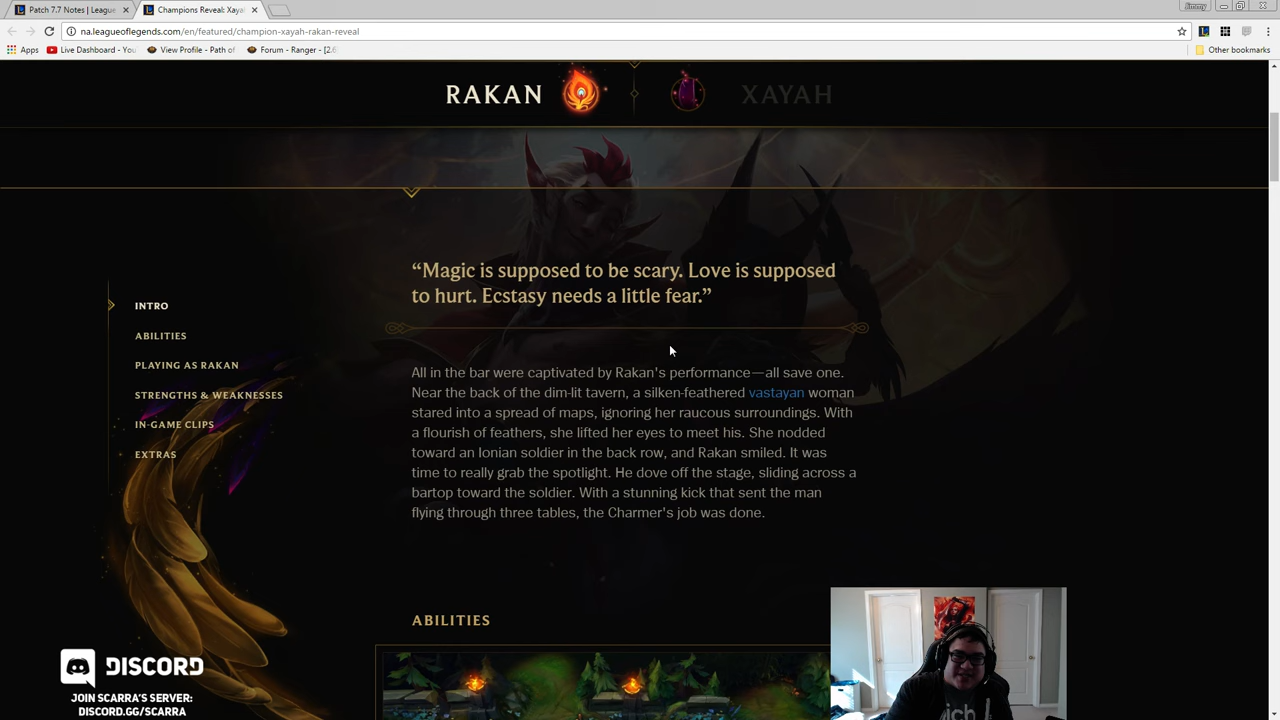 Patch 7.7 Notes | League
Champions Reveal: Xaya
Jimmy
na.leagueoflegends.com/en/featured/champion-xayah-rakan-reveal
Apps
Live Dashboard - You
View Profile - Path of
Forum - Ranger - [2.6
Other bookmarks
RAKAN
XAYAH
“Magic is supposed to be scary. Love is supposed
to hurt. Ecstasy needs a little fear.”
INTRO
ABILITIES
PLAYING AS RAKAN
STRENGTHS & WEAKNESSES
IN-GAME CLIPS
EXTRAS
All in the bar were captivated by Rakan's performance—all save one.
Near the back of the dim-lit tavern, a silken-feathered vastayan woman
stared into a spread of maps, ignoring her raucous surroundings. With
a flourish of feathers, she lifted her eyes to meet his. She nodded
toward an Ionian soldier in the back row, and Rakan smiled. It was
time to really grab the spotlight. He dove off the stage, sliding across a
bartop toward the soldier. With a stunning kick that sent the man
flying through three tables, the Charmer's job was done.
ABILITIES
DISCORD
JOIN SCARRA'S SERVER:
DISCORD.GG/SCARRA